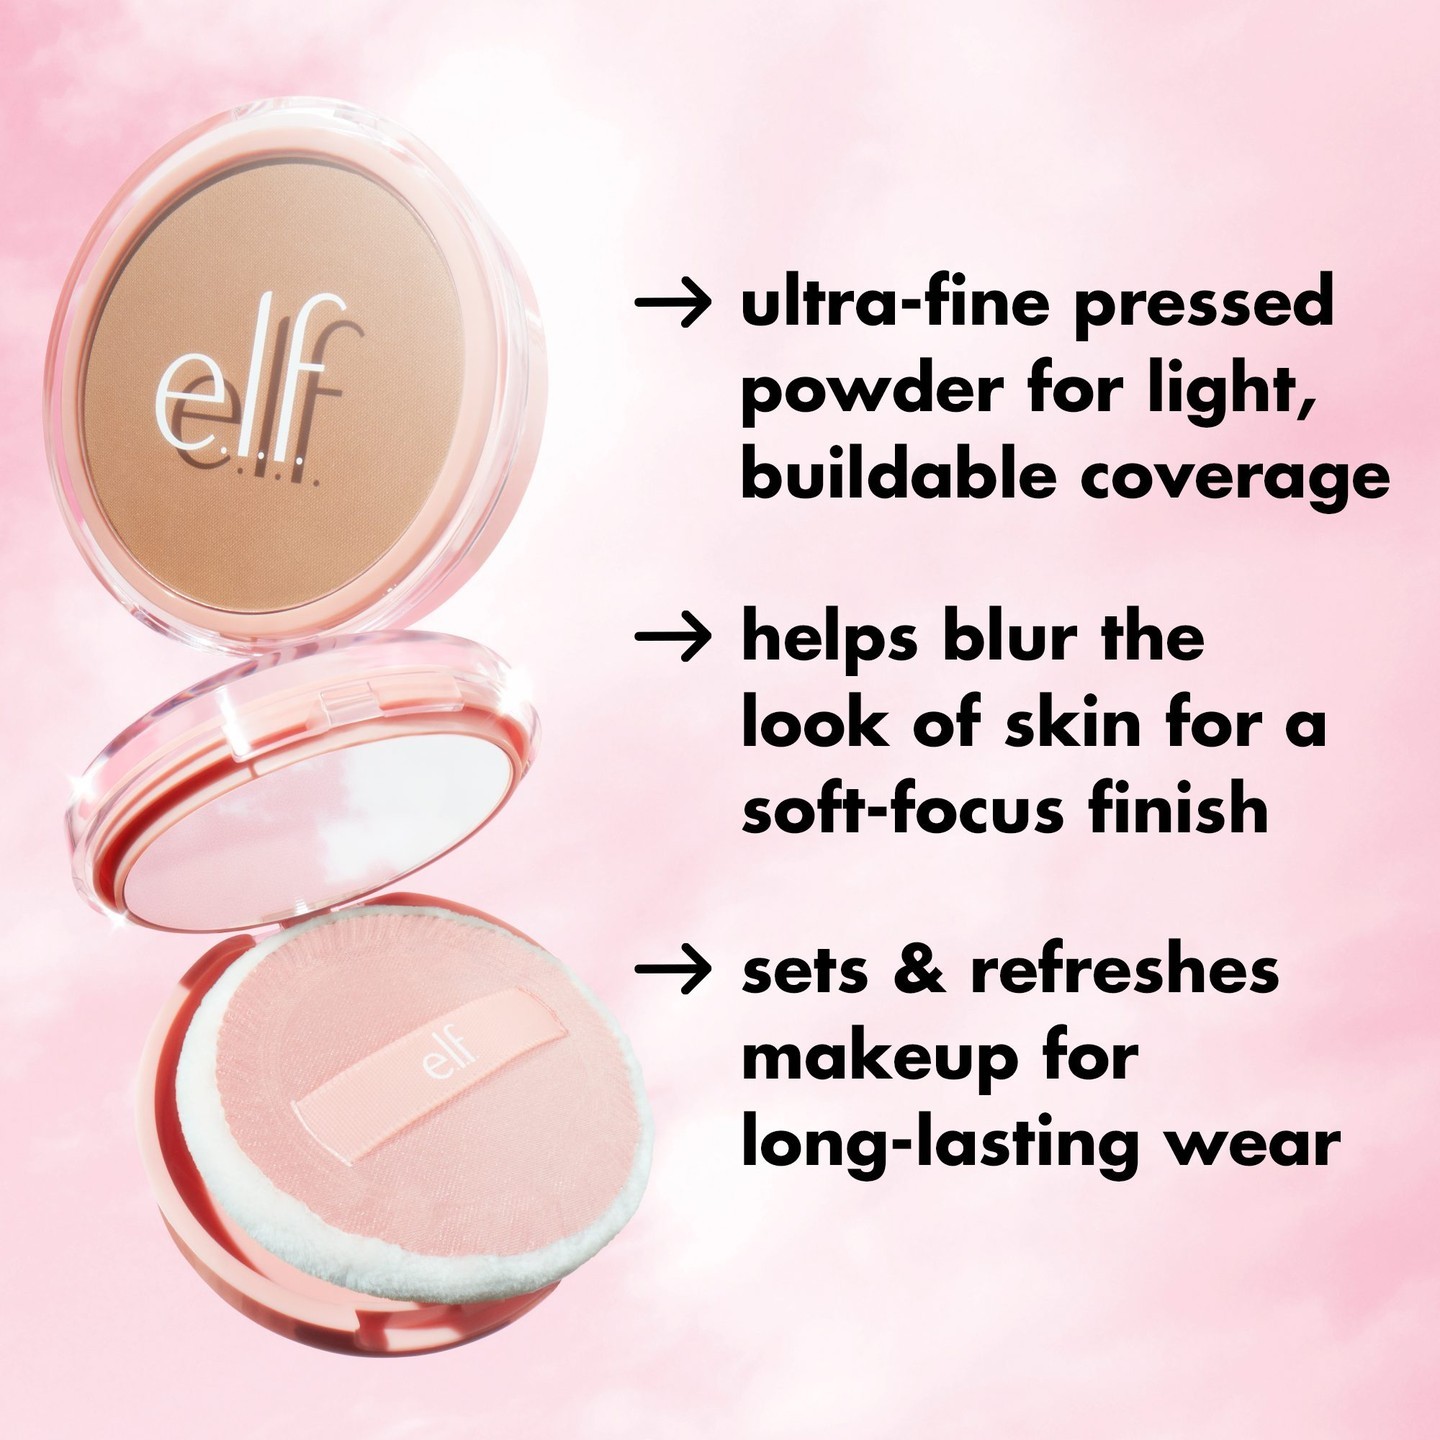 e.l.f.
→ ultra-fine pressed
powder for light,
buildable coverage
→ helps blur the
look of skin for a
soft-focus finish
e.l.f.
→ sets & refreshes
makeup for
long-lasting wear